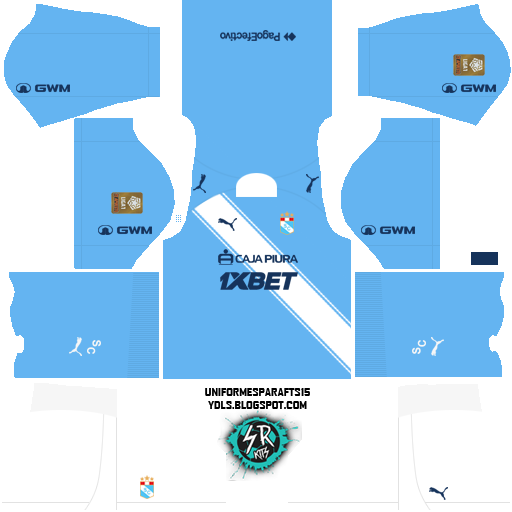 PagoEfectivo
GWM
GWM
GWM
GWM
CAJA PIURA
1XBET
SC
SC
UNIFORMESPARAFTS15
YDLS.BLOGSPOT.COM
SR
KITS